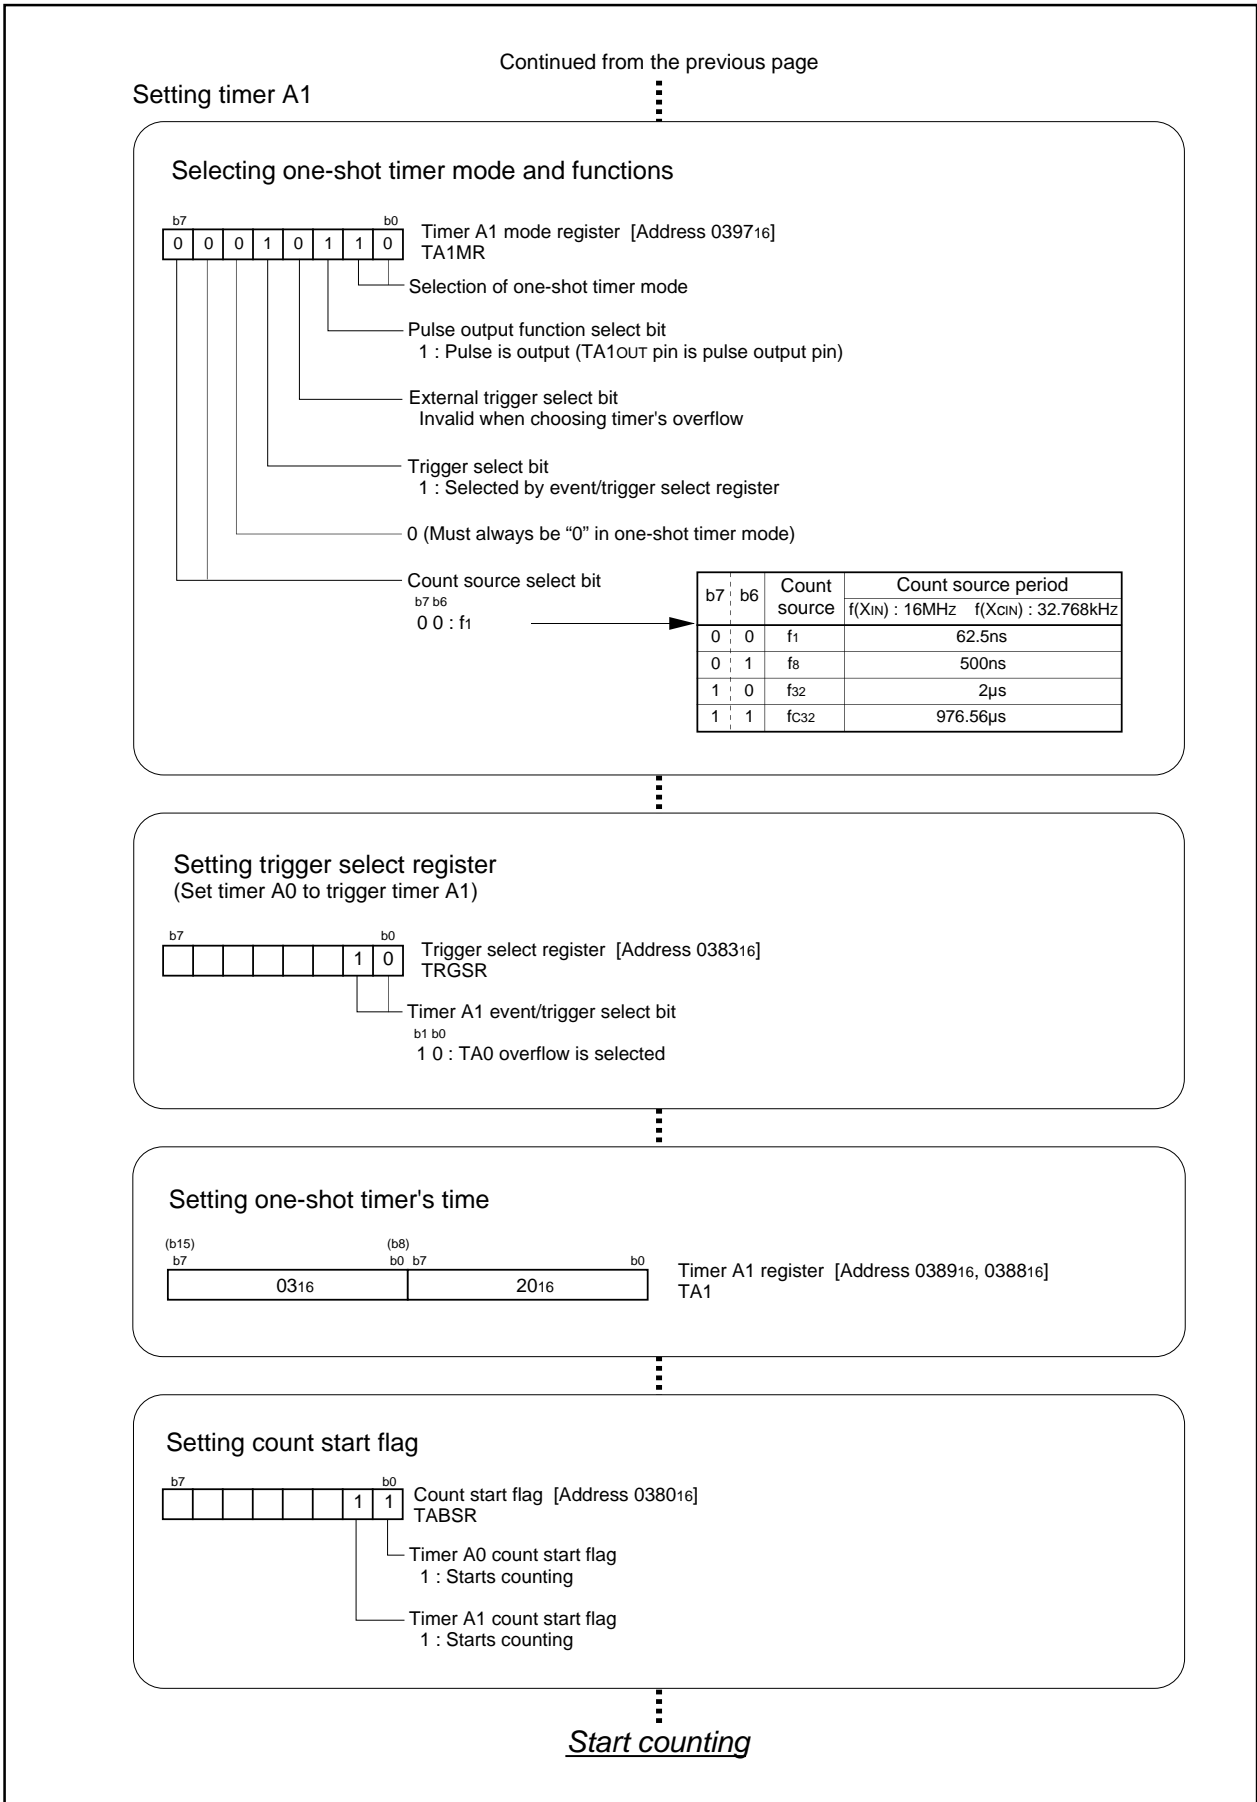 Continued from the previous page
Setting timer A1
Selecting one-shot timer mode and functions
b7 b0
0 0 0 1 0 1 1 0
Timer A1 mode register [Address 039716]
TA1MR
Selection of one-shot timer mode
Pulse output function select bit
1 : Pulse is output (TA1OUT pin is pulse output pin)
External trigger select bit
Invalid when choosing timer's overflow
Trigger select bit
1 : Selected by event/trigger select register
0 (Must always be “0” in one-shot timer mode)
Count source select bit
b7 b6
0 0 : f1
b7 b6 Count source Count source period
f(XIN) : 16MHz f(XCIN) : 32.768kHz
0 0 f1 62.5ns
0 1 f8 500ns
1 0 f32 2µs
1 1 fC32 976.56µs
Setting trigger select register
(Set timer A0 to trigger timer A1)
b7 b0
1 0
Trigger select register [Address 038316]
TRGSR
Timer A1 event/trigger select bit
b1 b0
1 0 : TA0 overflow is selected
Setting one-shot timer's time
(b15) (b8)
b7 b0 b7 b0
0316 2016
Timer A1 register [Address 038916, 038816]
TA1
Setting count start flag
b7 b0
1 1
Count start flag [Address 038016]
TABSR
Timer A0 count start flag
1 : Starts counting
Timer A1 count start flag
1 : Starts counting
Start counting